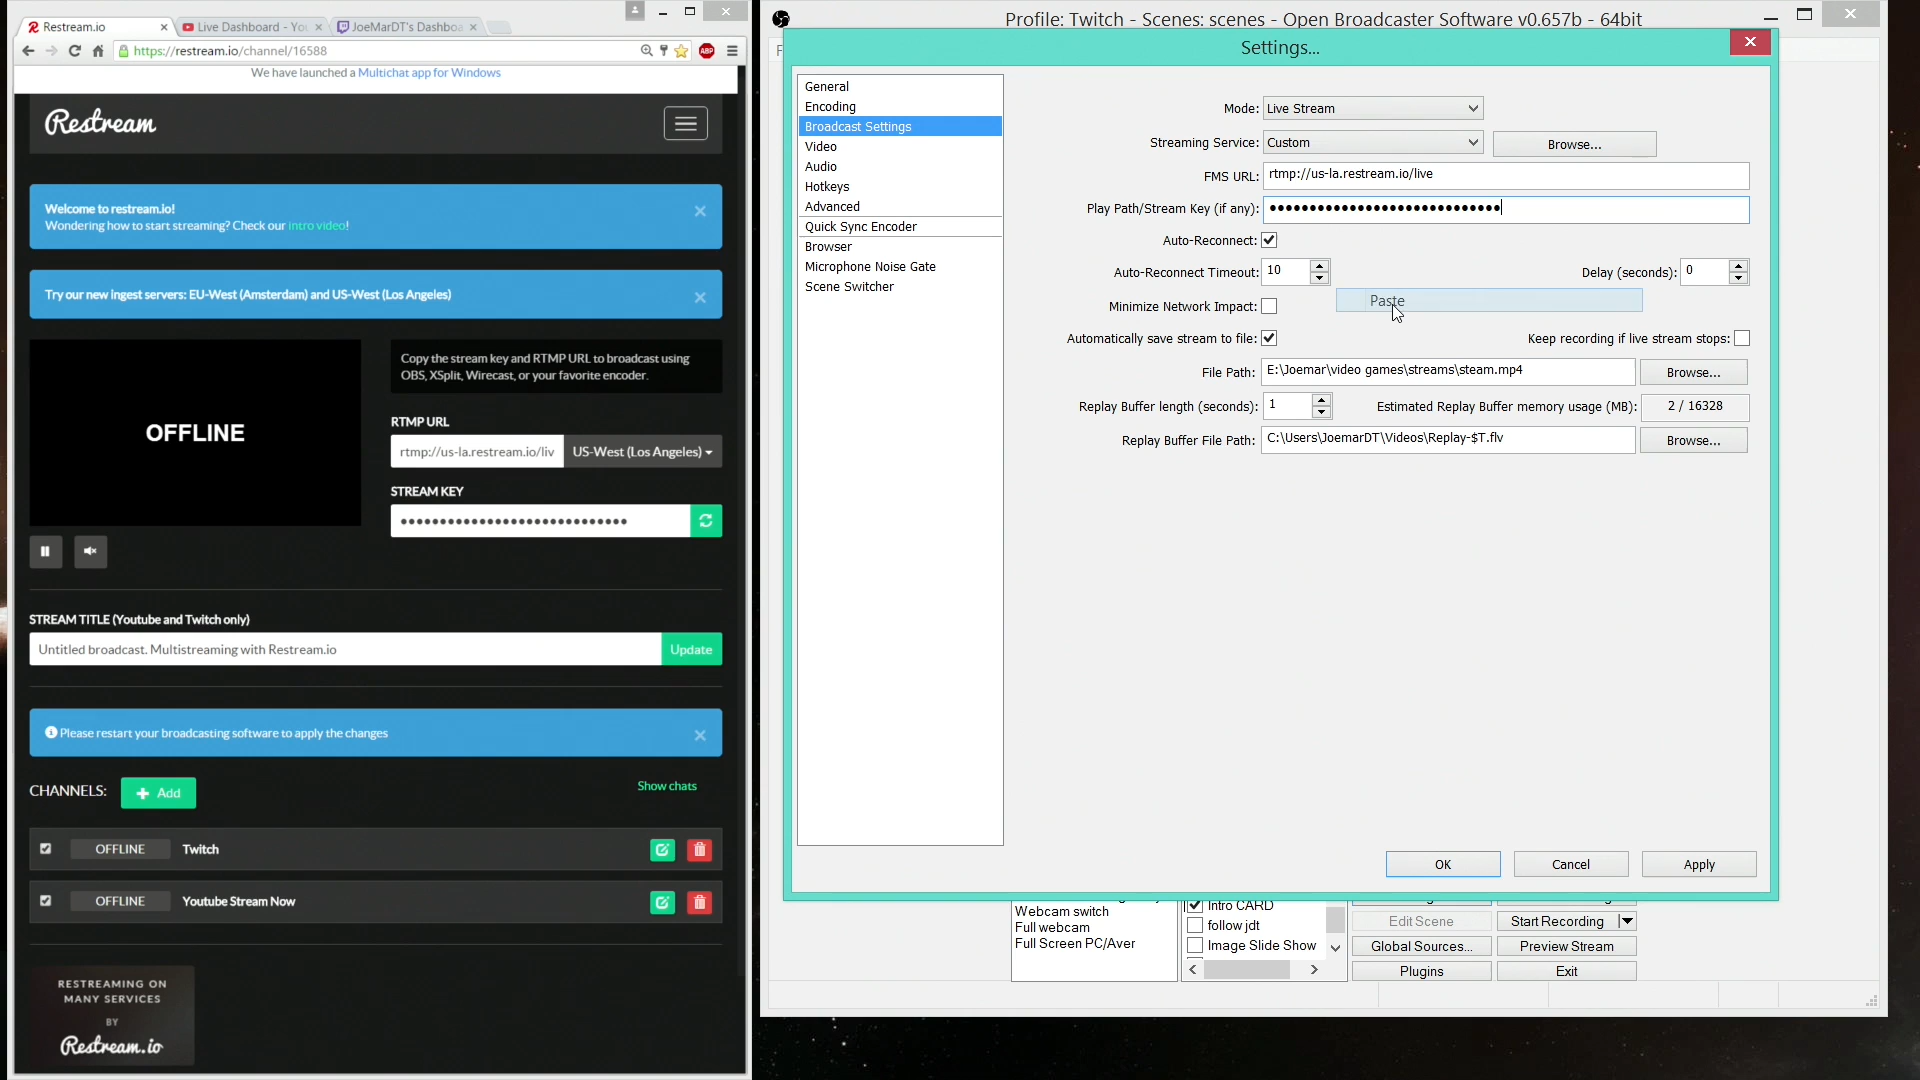 Restream.io
Live Dashboard - You
JoeMarDT's Dashboa
https://restream.io/channel/16588
ABP
We have launched a Multichat app for Windows
Restream
Welcome to restream.io!
Wondering how to start streaming? Check our intro video!
Try our new ingest servers: EU-West (Amsterdam) and US-West (Los Angeles)
OFFLINE
Copy the stream key and RTMP URL to broadcast using
OBS, XSplit, Wirecast, or your favorite encoder.
RTMP URL
rtmp://us-la.restream.io/liv
US-West (Los Angeles)
STREAM KEY
•••••••••••••••••••••••••••••
STREAM TITLE (Youtube and Twitch only)
Untitled broadcast. Multistreaming with Restream.io
Update
Please restart your broadcasting software to apply the changes
CHANNELS:
Add
Show chats
OFFLINE
Twitch
OFFLINE
Youtube Stream Now
RESTREAMING ON
MANY SERVICES
BY
Restream.io
Profile: Twitch - Scenes: scenes - Open Broadcaster Software v0.657b - 64bit
Settings...
General
Encoding
Broadcast Settings
Video
Audio
Hotkeys
Advanced
Quick Sync Encoder
Browser
Microphone Noise Gate
Scene Switcher
Mode:
Live Stream
Streaming Service:
Custom
Browse...
FMS URL:
rtmp://us-la.restream.io/live
Play Path/Stream Key (if any):
•••••••••••••••••••••••••••••
Auto-Reconnect:
Auto-Reconnect Timeout:
10
Delay (seconds):
0
Minimize Network Impact:
Paste
Automatically save stream to file:
Keep recording if live stream stops:
File Path:
E:\Joemar\video games\streams\steam.mp4
Browse...
Replay Buffer length (seconds):
1
Estimated Replay Buffer memory usage (MB):
2 / 16328
Replay Buffer File Path:
C:\Users\JoemarDT\Videos\Replay-$T.flv
Browse...
OK
Cancel
Apply
Webcam switch
Full webcam
Full Screen PC/Aver
Intro CARD
follow jdt
Image Slide Show
Edit Scene
Start Recording
Global Sources...
Preview Stream
Plugins
Exit